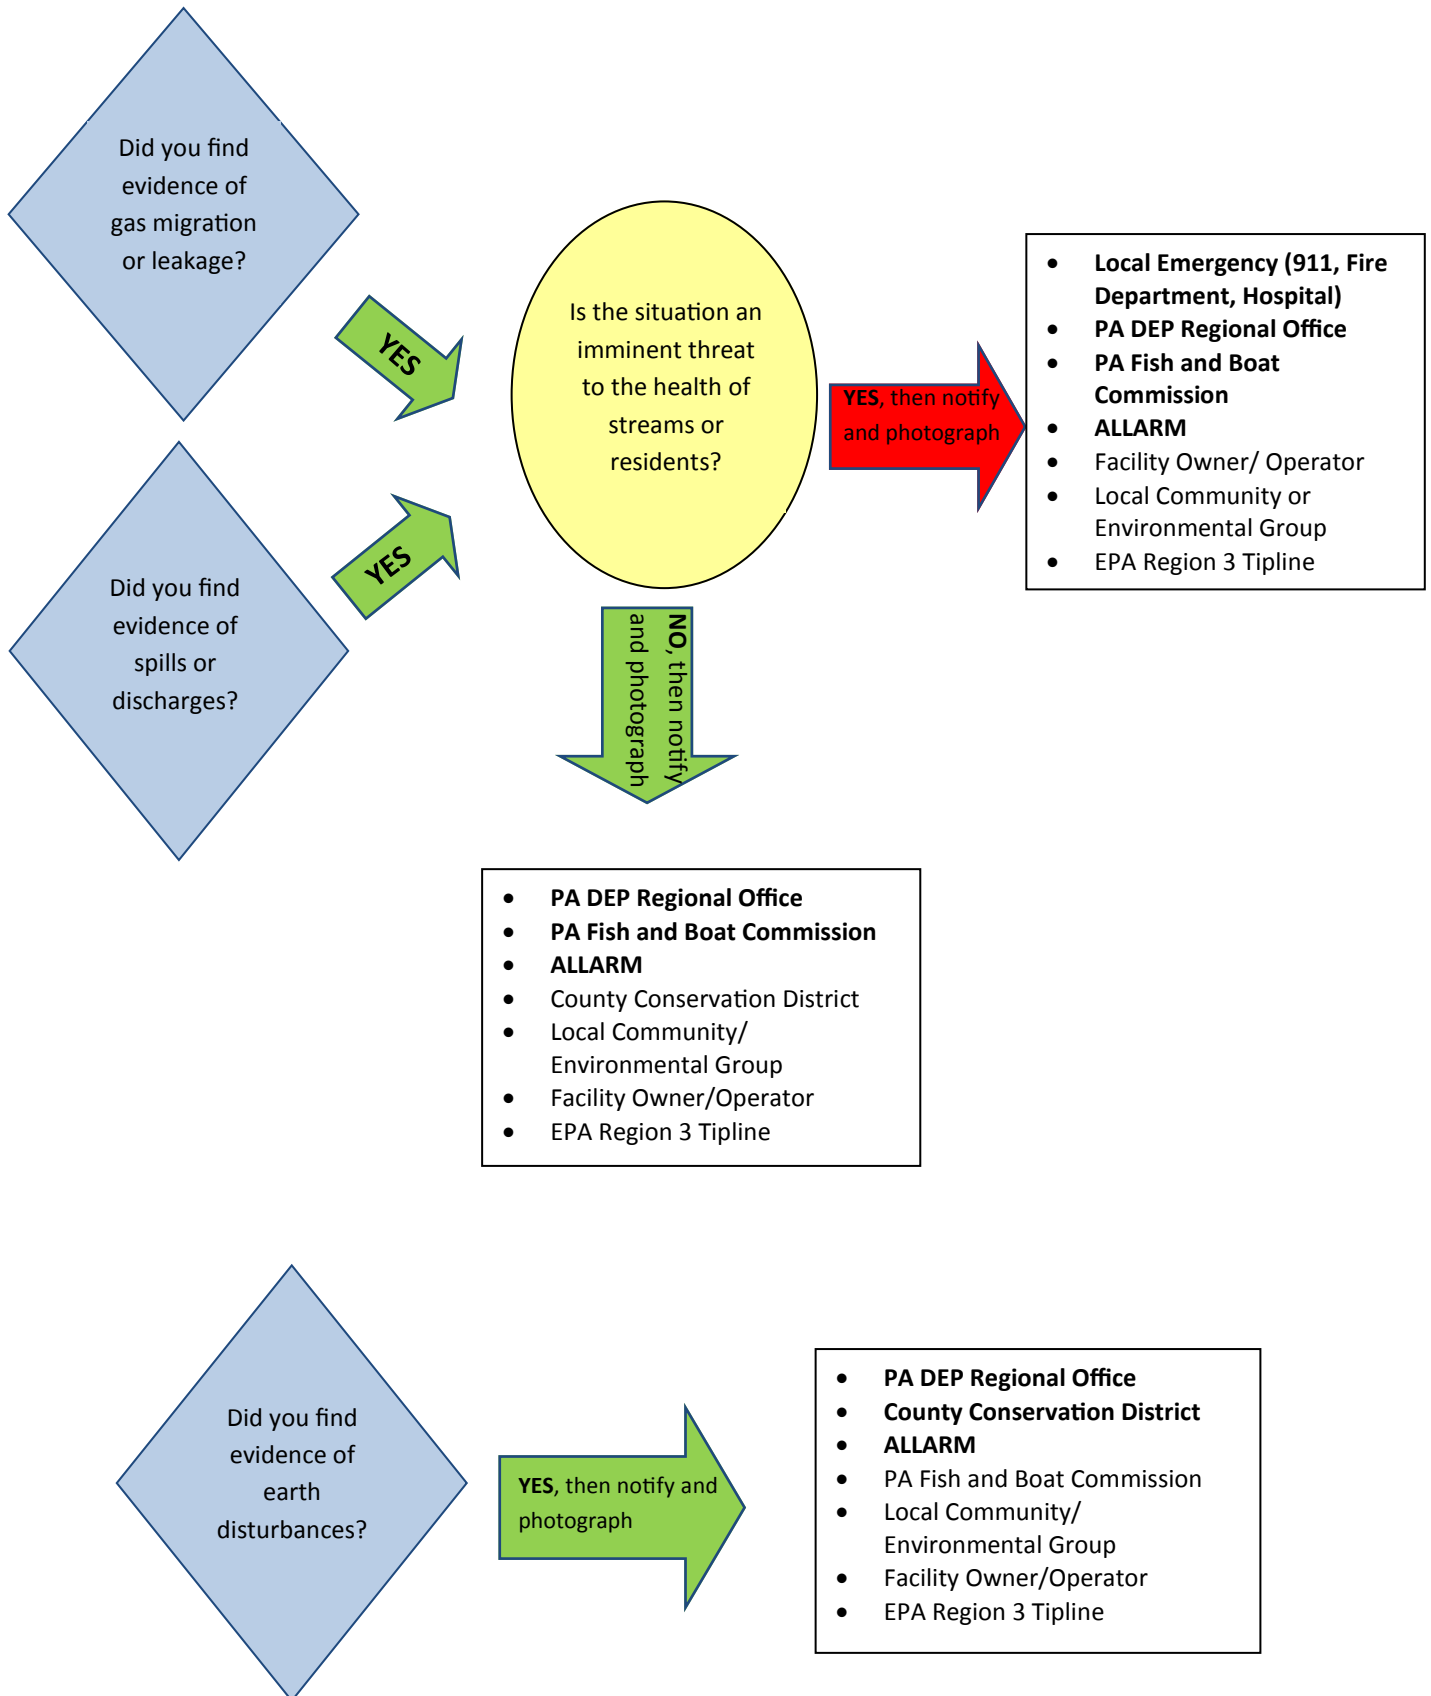 Did you find
evidence of
gas migration
or leakage?
YES
Did you find
evidence of
spills or
discharges?
YES
Is the situation an
imminent threat
to the health of
streams or
residents?
YES, then notify
and photograph
• Local Emergency (911, Fire
Department, Hospital)
• PA DEP Regional Office
• PA Fish and Boat
Commission
• ALLARM
• Facility Owner/ Operator
• Local Community or
Environmental Group
• EPA Region 3 Tipline
NO, then notify
and photograph
• PA DEP Regional Office
• PA Fish and Boat Commission
• ALLARM
• County Conservation District
• Local Community/
Environmental Group
• Facility Owner/Operator
• EPA Region 3 Tipline
Did you find
evidence of
earth
disturbances?
YES, then notify and
photograph
• PA DEP Regional Office
• County Conservation District
• ALLARM
• PA Fish and Boat Commission
• Local Community/
Environmental Group
• Facility Owner/Operator
• EPA Region 3 Tipline